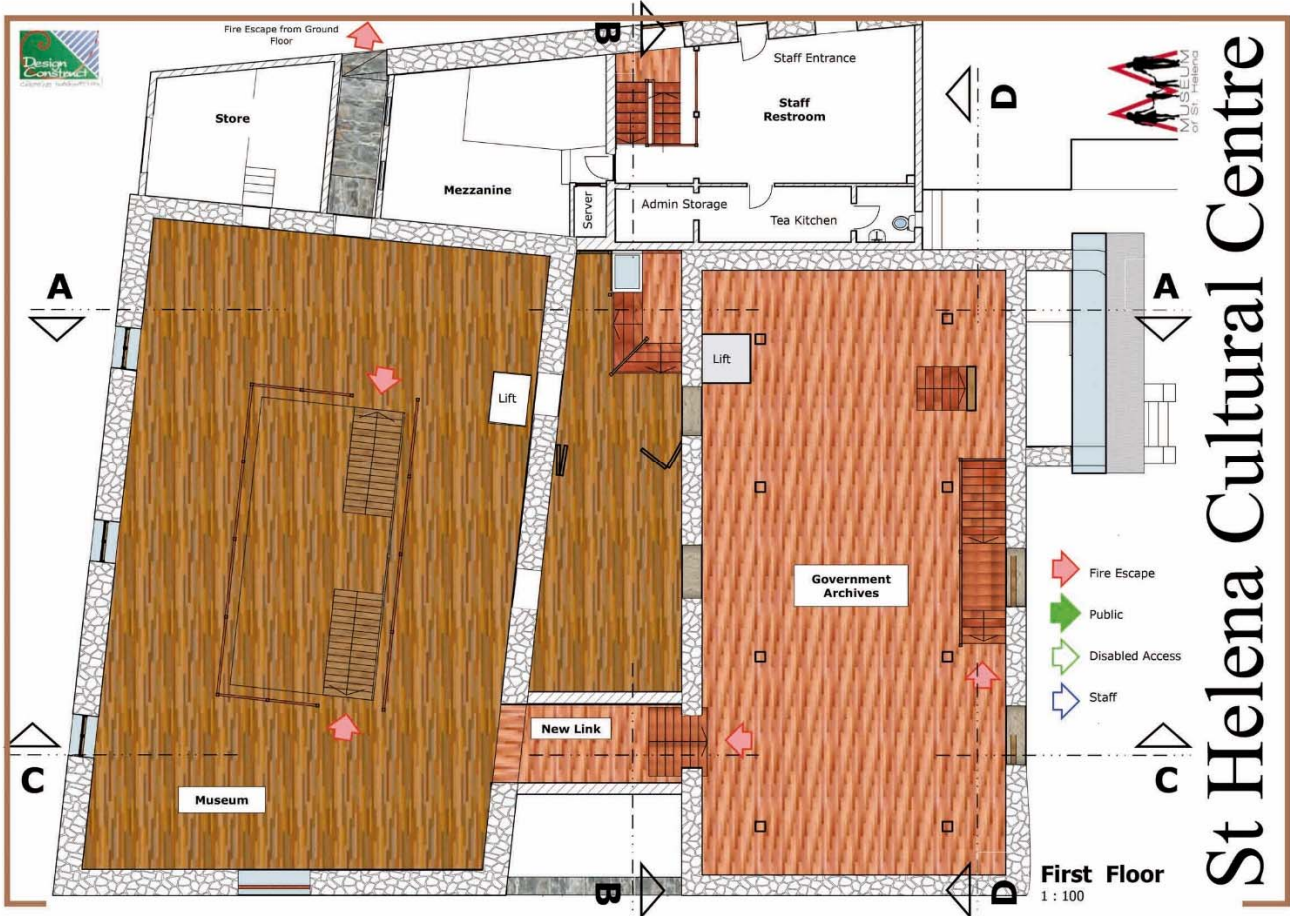 Design
Construct
Fire Escape from Ground
Floor
B
Staff Entrance
D
MUSEUM
of St. Helena
St Helena Cultural Centre
Store
Staff
Restroom
Mezzanine
Server
Admin Storage
Tea Kitchen
A
A
Lift
Lift
Government
Archives
Fire Escape
Public
Disabled Access
Staff
New Link
C
C
Museum
B
D
First Floor
1 : 100